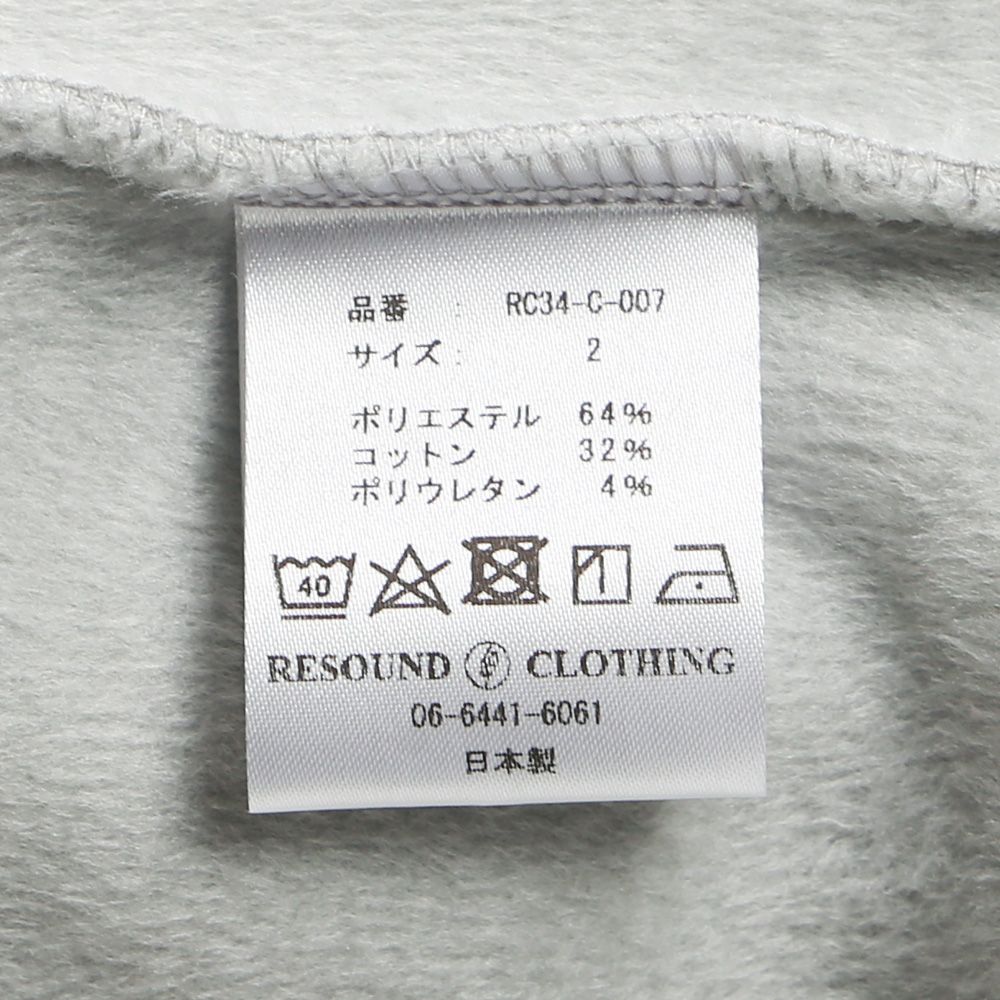 品番 : RC34-C-007
サイズ: 2
ポリエステル 64%
コットン 32%
ポリウレタン 4%
40
RESOUND CLOTHING
06-6441-6061
日本製